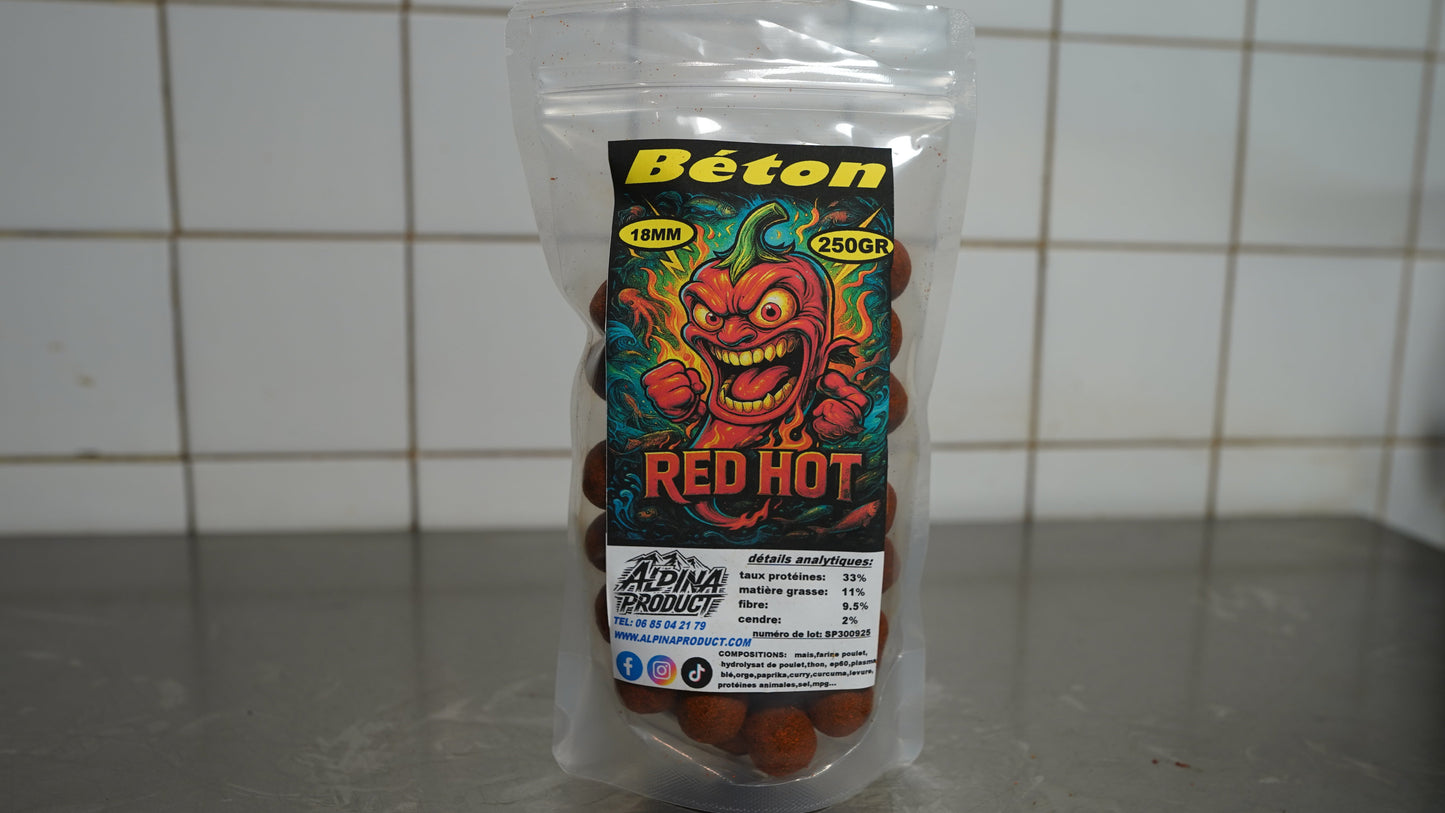 Béton
18MM
250GR
RED HOT
ALPINA
PRODUCT
TEL: 06 85 04 21 79
WWW.ALPINAPRODUCT.COM
détails analytiques:
taux protéines: 33%
matière grasse: 11%
fibre: 9.5%
cendre: 2%
numéro de lot: SP300925
COMPOSITIONS: mais,farine poulet,
hydrolysat de poulet,thon, ep60,plasma,
blé,orge,paprika,curry,curcuma,levure,
protéines animales,sel,mpg...